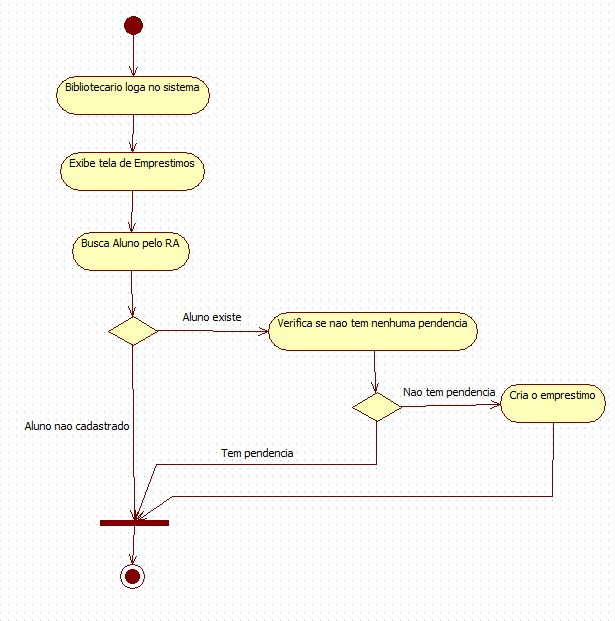 Bibliotecario loga no sistema
Exibe tela de Emprestimos
Busca Aluno pelo RA
Aluno existe
Verifica se nao tem nenhuma pendencia
Nao tem pendencia
Cria o emprestimo
Aluno nao cadastrado
Tem pendencia